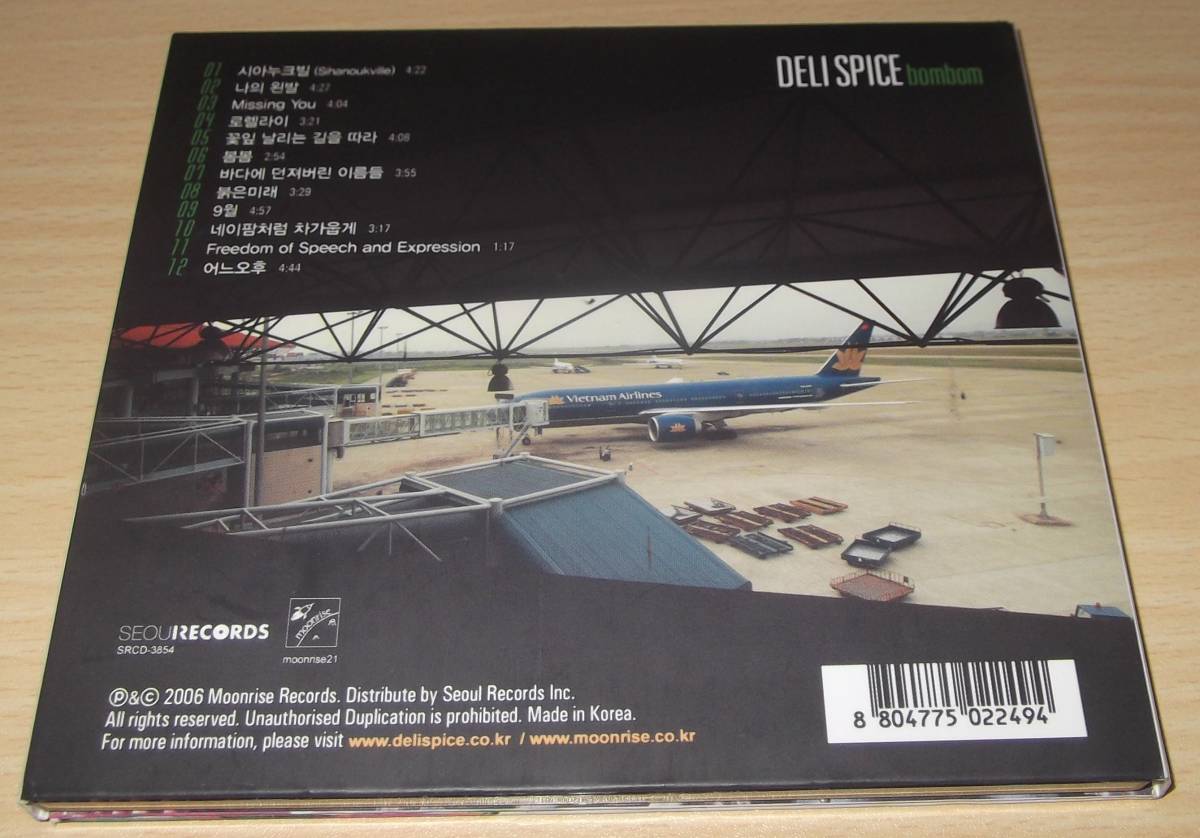 DELI SPICE bombom
01 시아누크빌 (Sihanoukville) 4:22
02 나의 왼발 4:27
03 Missing You 4:04
04 로렐라이 3:21
05 꽃잎 날리는 길을 따라 4:08
06 봄봄 2:54
07 바다에 던져버린 이름들 3:55
08 붉은미래 3:29
09 9월 4:57
10 네이팜처럼 차가웁게 3:17
11 Freedom of Speech and Expression 1:17
12 어느오후 4:44
Vietnam Airlines
SEOULRECORDS
SRCD-3854
moonrise
moonrise21
Ⓟ&© 2006 Moonrise Records. Distribute by Seoul Records Inc.
All rights reserved. Unauthorised Duplication is prohibited. Made in Korea.
For more information, please visit www.delispice.co.kr / www.moonrise.co.kr
8 804775 022494